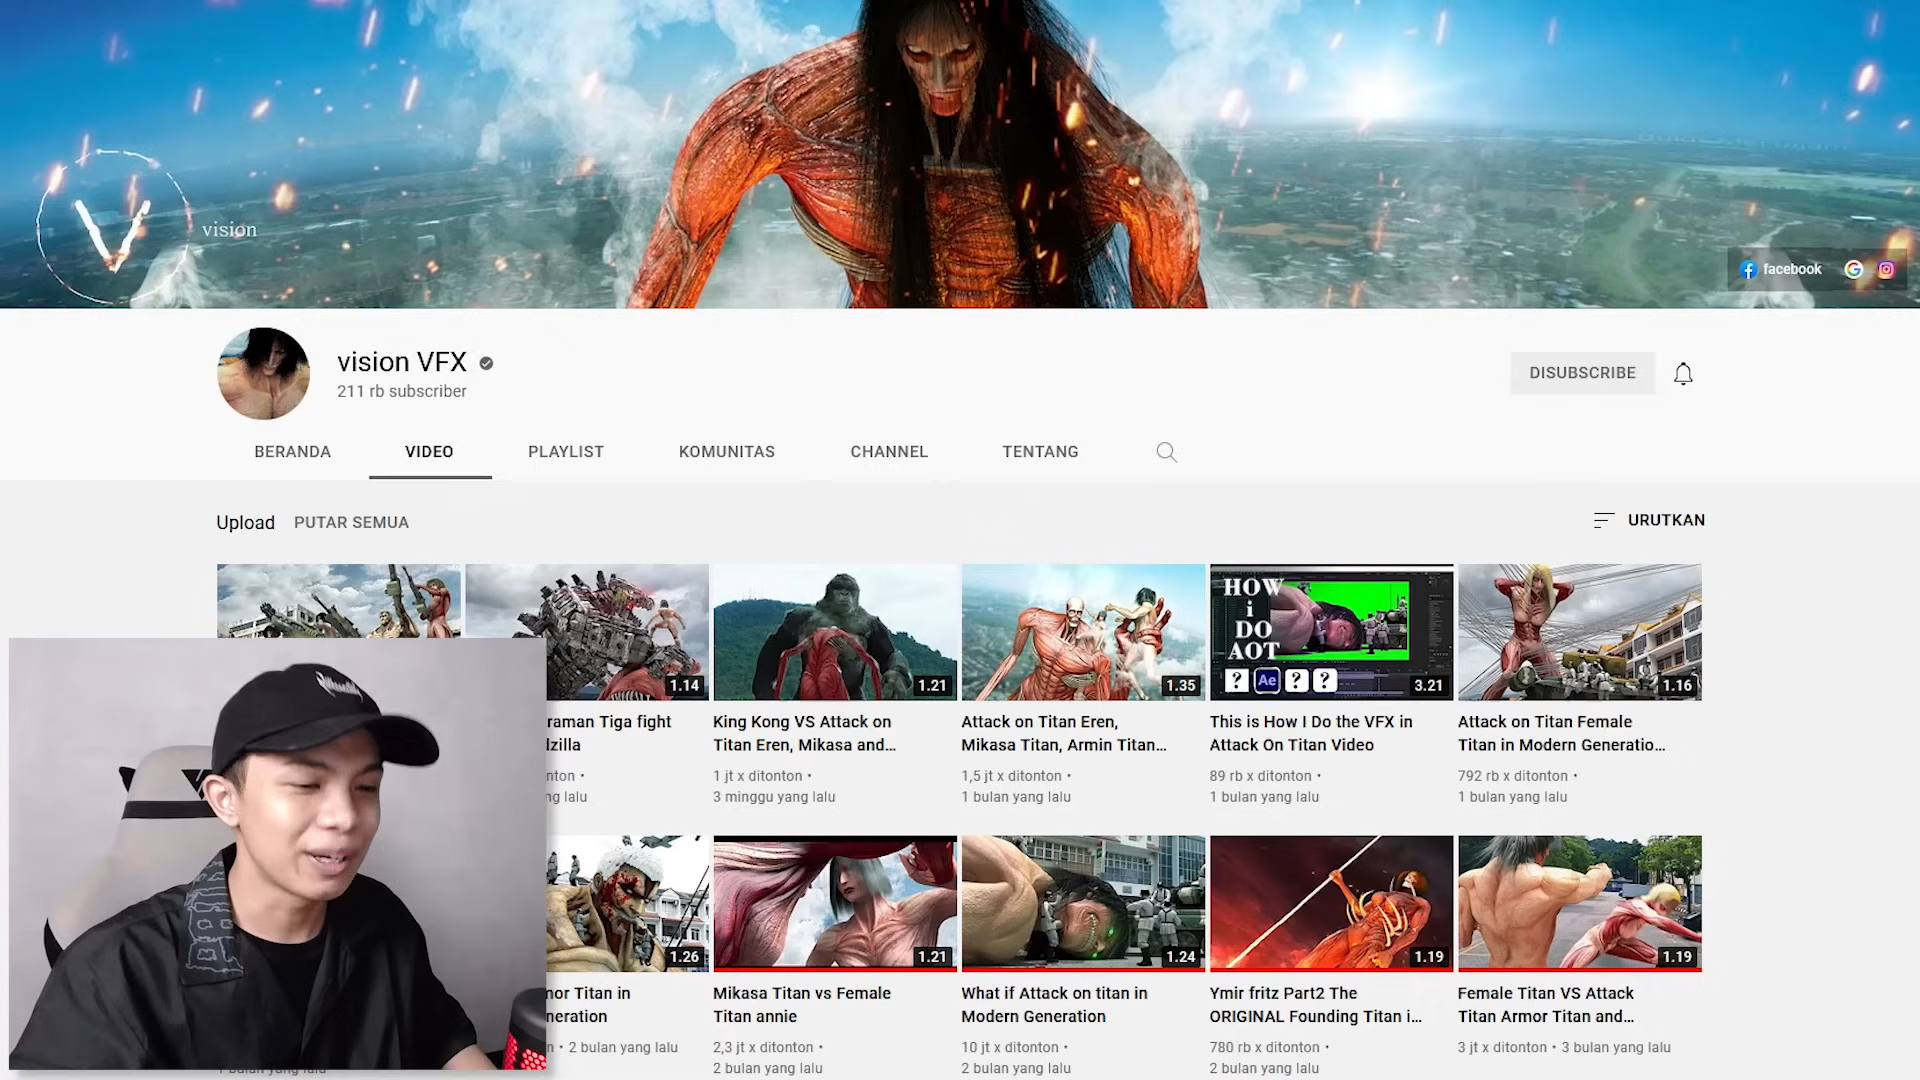 V
vision
facebook
vision VFX
211 rb subscriber
DISUBSCRIBE
BERANDA
VIDEO
PLAYLIST
KOMUNITAS
CHANNEL
TENTANG
Upload
PUTAR SEMUA
URUTKAN
HOW
i
DO
AOT
? Ae ? ?
1.14
1.21
1.35
3.21
1.16
raman Tiga fight
dzilla
King Kong VS Attack on
Titan Eren, Mikasa and...
Attack on Titan Eren,
Mikasa Titan, Armin Titan...
This is How I Do the VFX in
Attack On Titan Video
Attack on Titan Female
Titan in Modern Generatio...
nton •
ng lalu
1 jt x ditonton •
3 minggu yang lalu
1,5 jt x ditonton •
1 bulan yang lalu
89 rb x ditonton •
1 bulan yang lalu
792 rb x ditonton •
1 bulan yang lalu
1.26
1.21
1.24
1.19
1.19
mor Titan in
neration
Mikasa Titan vs Female
Titan annie
What if Attack on titan in
Modern Generation
Ymir fritz Part2 The
ORIGINAL Founding Titan i...
Female Titan VS Attack
Titan Armor Titan and...
n • 2 bulan yang lalu
2,3 jt x ditonton •
2 bulan yang lalu
10 jt x ditonton •
2 bulan yang lalu
780 rb x ditonton •
2 bulan yang lalu
3 jt x ditonton • 3 bulan yang lalu
1 bulan yang lalu